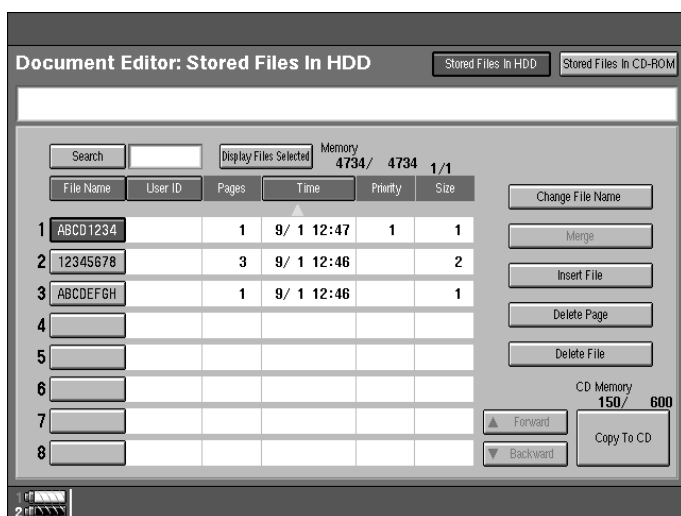 Document Editor: Stored Files In HDD Stored Files In HDD Stored Files In CD-ROM
Search Display Files Selected Memory 4734/ 4734 1/1
File Name User ID Pages Time Priority Size
1 ABCD1234 1 9/ 1 12:47 1 1
2 12345678 3 9/ 1 12:46 2
3 ABCDEFGH 1 9/ 1 12:46 1
4
5
6
7
8
Change File Name
Merge
Insert File
Delete Page
Delete File
CD Memory
150/ 600
▲ Forward
▼ Backward
Copy To CD
1
2